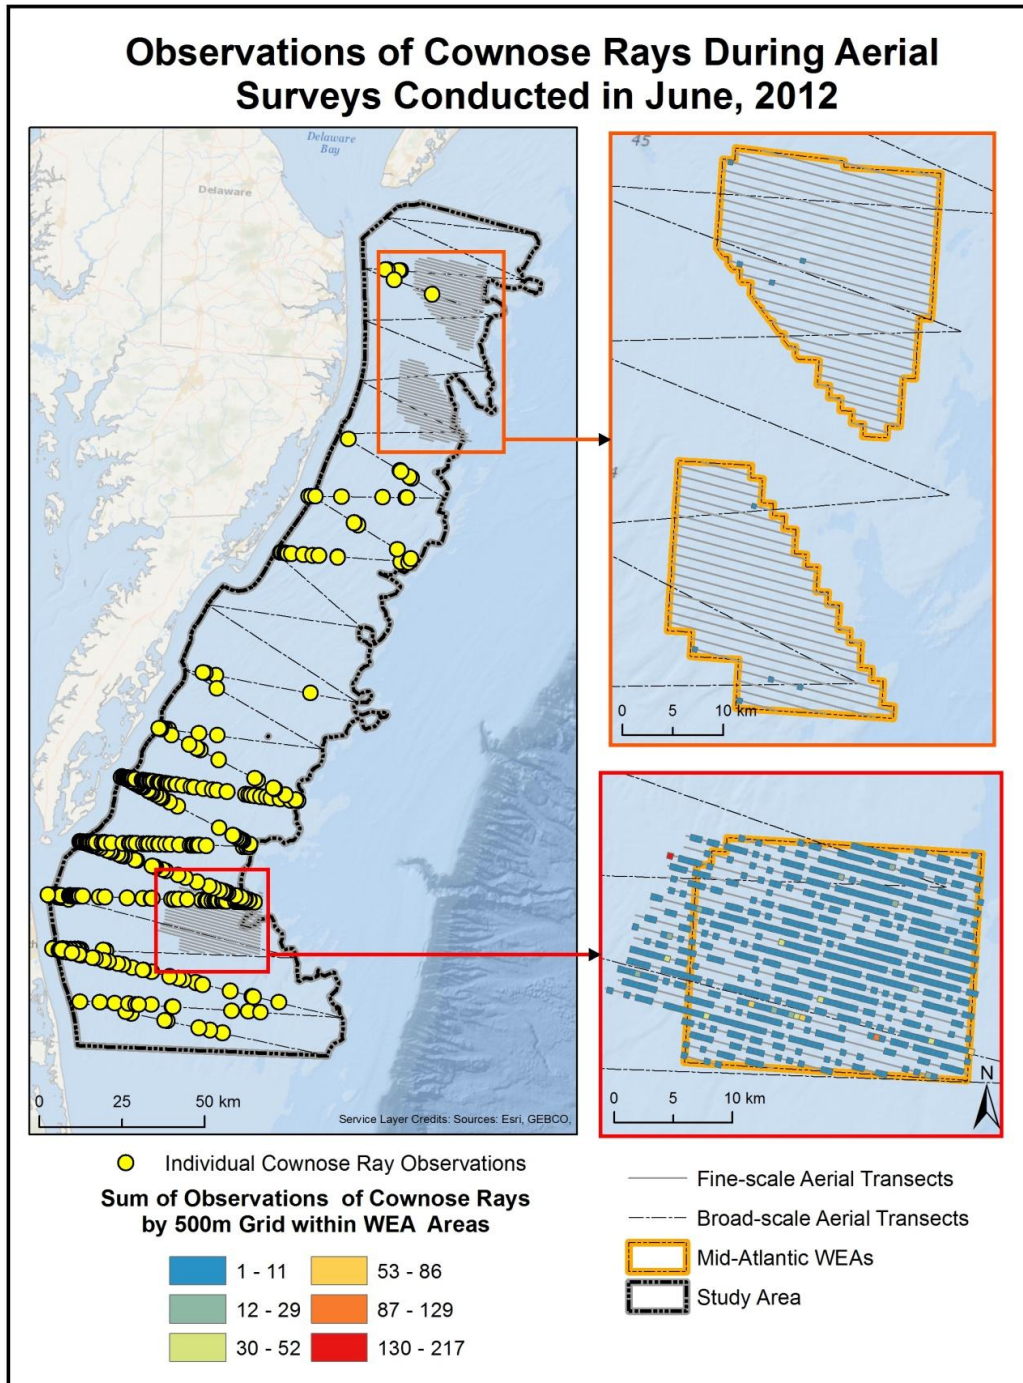 Observations of Cownose Rays During Aerial
Surveys Conducted in June, 2012
Delaware
Bay
Delaware
0 25 50 km
Service Layer Credits: Sources: Esri, GEBCO,
45
0 5 10 km
N
0 5 10 km
Individual Cownose Ray Observations
Sum of Observations of Cownose Rays
by 500m Grid within WEA Areas
1 - 11
53 - 86
12 - 29
87 - 129
30 - 52
130 - 217
Fine-scale Aerial Transects
Broad-scale Aerial Transects
Mid-Atlantic WEAs
Study Area